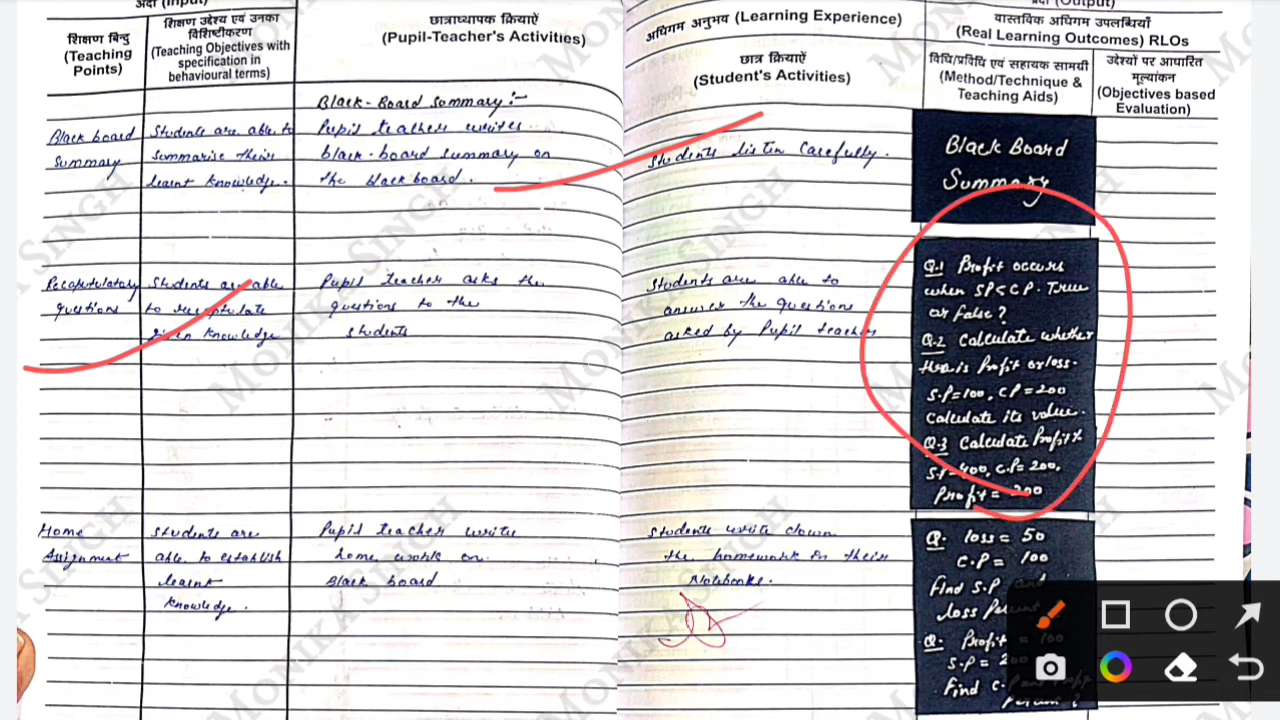 अदा (Input)
प्रदा (Output)
शिक्षण बिन्दु
(Teaching
Points)
शिक्षण उद्देश्य एवं उनका
विशिष्टीकरण
(Teaching Objectives with
specification in
behavioural terms)
छात्राध्यापक क्रियाऐं
(Pupil-Teacher's Activities)
अधिगम अनुभव (Learning Experience)
छात्र क्रियाऐं
(Student's Activities)
वास्तविक अधिगम उपलब्धियाँ
(Real Learning Outcomes) RLOs
विधि/प्रविधि एवं सहायक सामग्री
(Method/Technique &
Teaching Aids)
उद्देश्यों पर आधारित
मूल्यांकन
(Objectives based
Evaluation)
Black board
Summary
Students are able to
summarise their
learnt knowledge.
Black-Board Summary:-
Pupil teacher writes
black-board summary on
the blackboard.
Students listen carefully.
Black Board
Summary
Recapitulatory
questions
Students are able
to recapitulate
given knowledge
Pupil teacher asks the
questions to the
students
Students are able to
answer the questions
asked by Pupil teacher
Q.1 Profit occurs
when SP<CP. True
or false?
Q.2 Calculate whether
there is Profit or loss.
S.P=100, CP=200
Calculate its value.
Q.3 Calculate Profit%
S.P=400, C.P=200,
Profit = 200
Home
Assignment
Students are
able to establish
learnt
knowledge.
Pupil teacher write
home work on
Black board
Students write down
the homework in their
Notebooks.
Q. loss = 50
C.P = 100
Find S.P and
loss Percent
Q. Profit = 100
S.P = 200
Find C.P
MONIKA SINGH